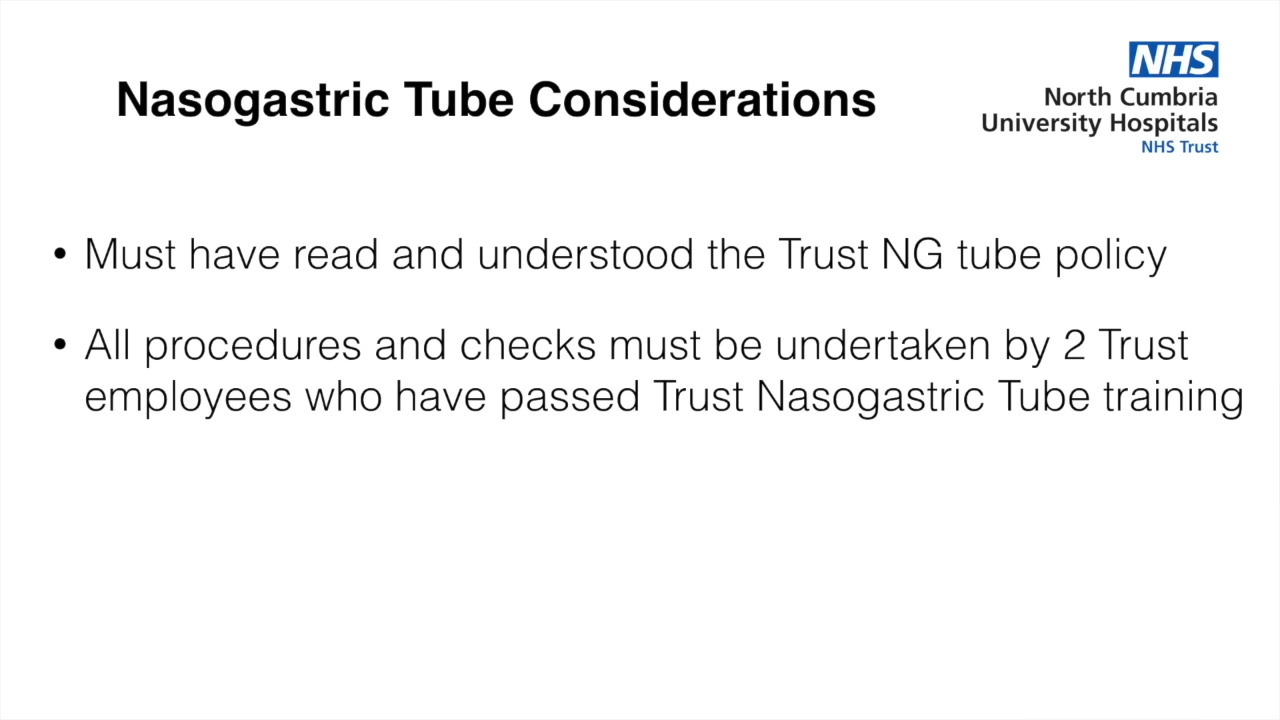 Nasogastric Tube Considerations
NHS
North Cumbria
University Hospitals
NHS Trust
• Must have read and understood the Trust NG tube policy
• All procedures and checks must be undertaken by 2 Trust
employees who have passed Trust Nasogastric Tube training